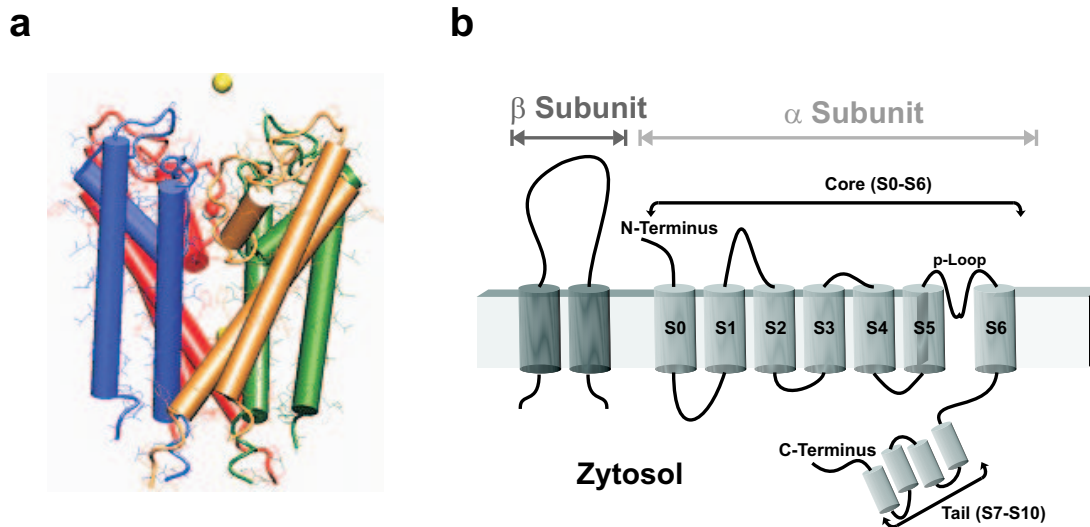 a
b
β Subunit
α Subunit
Core (S0-S6)
N-Terminus
p-Loop
S0
S1
S2
S3
S4
S5
S6
C-Terminus
Zytosol
Tail (S7-S10)